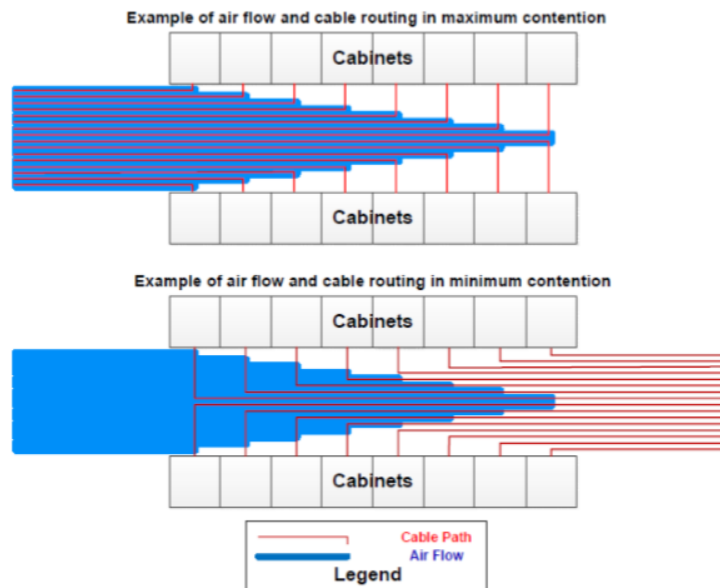 Example of air flow and cable routing in maximum contention
Cabinets
Cabinets
Example of air flow and cable routing in minimum contention
Cabinets
Cabinets
Cable Path
Air Flow
Legend